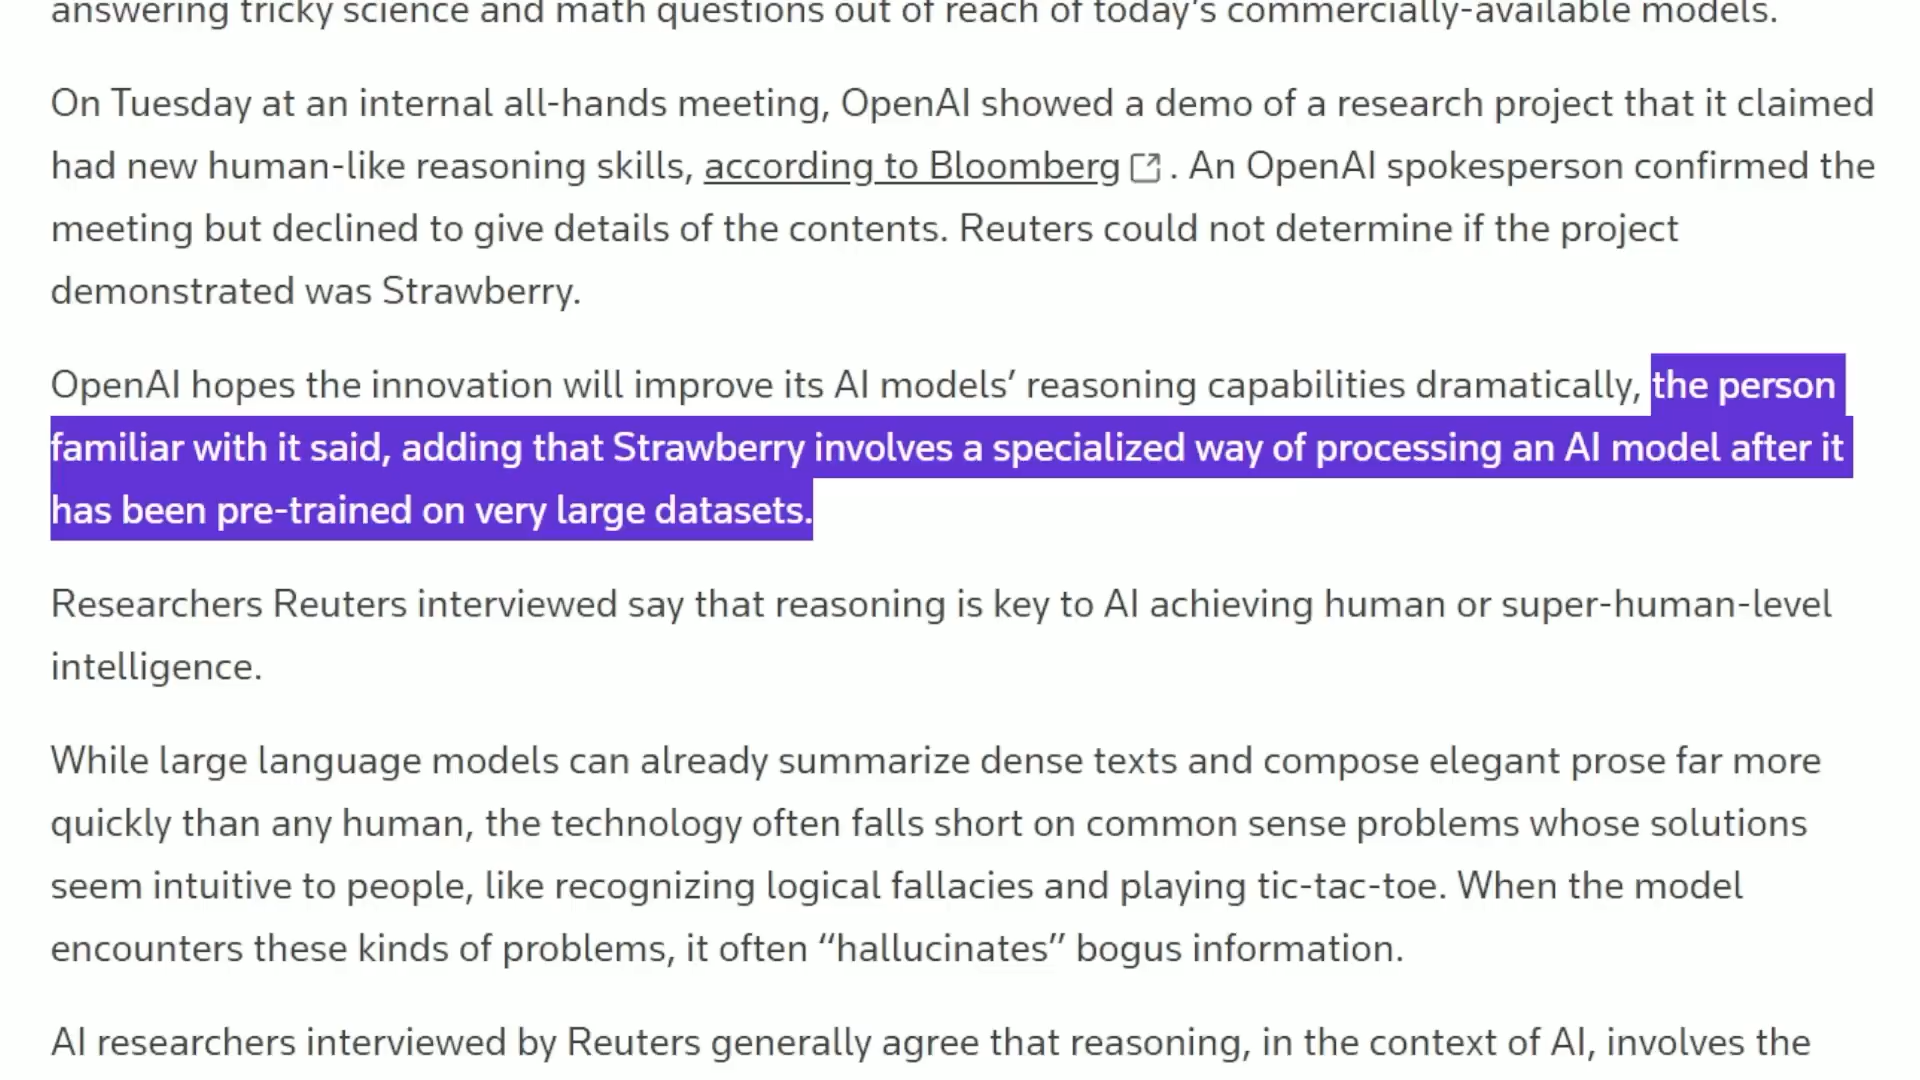 answering tricky science and math questions out of reach of today's commercially-available models.
On Tuesday at an internal all-hands meeting, OpenAI showed a demo of a research project that it claimed
had new human-like reasoning skills, according to Bloomberg. An OpenAI spokesperson confirmed the
meeting but declined to give details of the contents. Reuters could not determine if the project
demonstrated was Strawberry.
OpenAI hopes the innovation will improve its AI models’ reasoning capabilities dramatically, the person
familiar with it said, adding that Strawberry involves a specialized way of processing an AI model after it
has been pre-trained on very large datasets.
Researchers Reuters interviewed say that reasoning is key to AI achieving human or super-human-level
intelligence.
While large language models can already summarize dense texts and compose elegant prose far more
quickly than any human, the technology often falls short on common sense problems whose solutions
seem intuitive to people, like recognizing logical fallacies and playing tic-tac-toe. When the model
encounters these kinds of problems, it often “hallucinates” bogus information.
AI researchers interviewed by Reuters generally agree that reasoning, in the context of AI, involves the